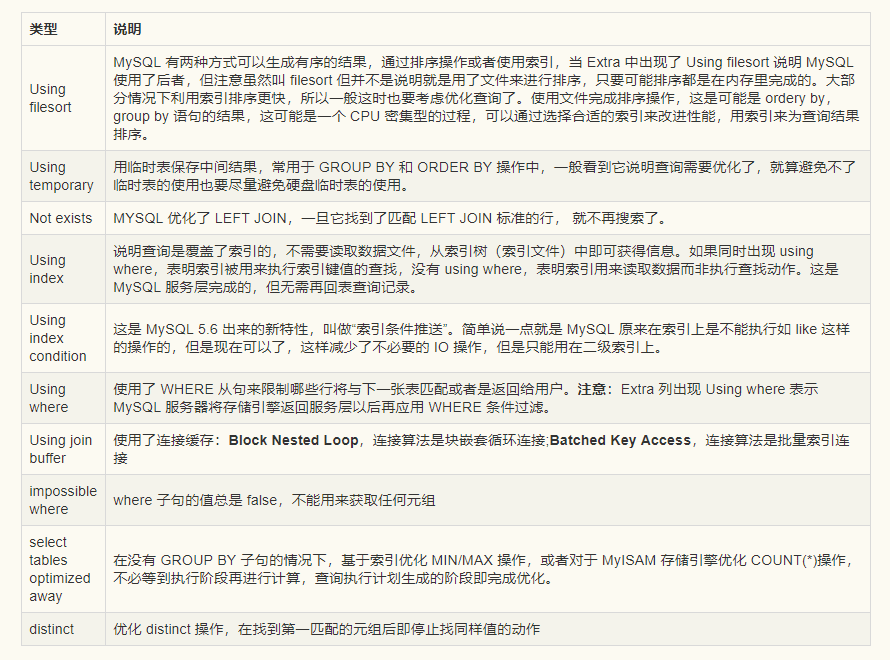 类型
说明
Using
filesort
MySQL 有两种方式可以生成有序的结果，通过排序操作或者使用索引，当 Extra 中出现了 Using filesort 说明 MySQL
使用了后者，但注意虽然叫 filesort 但并不是说明就是用了文件来进行排序，只要可能排序都是在内存里完成的。大部
分情况下利用索引排序更快，所以一般这时也要考虑优化查询了。使用文件完成排序操作，这是可能是 ordery by，
group by 语句的结果，这可能是一个 CPU 密集型的过程，可以通过选择合适的索引来改进性能，用索引来为查询结果
排序。
Using
temporary
用临时表保存中间结果，常用于 GROUP BY 和 ORDER BY 操作中，一般看到它说明查询需要优化了，就算避免不了
临时表的使用也要尽量避免硬盘临时表的使用。
Not exists
MYSQL 优化了 LEFT JOIN，一旦它找到了匹配 LEFT JOIN 标准的行， 就不再搜索了。
Using
index
说明查询是覆盖了索引的，不需要读取数据文件，从索引树（索引文件）中即可获得信息。如果同时出现 using
where，表明索引被用来执行索引键值的查找，没有 using where，表明索引用来读取数据而非执行查找动作。这是
MySQL 服务层完成的，但无需再回表查询记录。
Using
index
condition
这是 MySQL 5.6 出来的新特性，叫做“索引条件推送”。简单说一点就是 MySQL 原来在索引上是不能执行如 like 这样
的操作的，但是现在可以了，这样减少了不必要的 IO 操作，但是只能用在二级索引上。
Using
where
使用了 WHERE 从句来限制哪些行将与下一张表匹配或者是返回给用户。注意：Extra 列出现 Using where 表示
MySQL 服务器将存储引擎返回服务层以后再应用 WHERE 条件过滤。
Using join
buffer
使用了连接缓存：Block Nested Loop，连接算法是块嵌套循环连接;Batched Key Access，连接算法是批量索引连
接
impossible
where
where 子句的值总是 false，不能用来获取任何元组
select
tables
optimized
away
在没有 GROUP BY 子句的情况下，基于索引优化 MIN/MAX 操作，或者对于 MyISAM 存储引擎优化 COUNT(*)操作，
不必等到执行阶段再进行计算，查询执行计划生成的阶段即完成优化。
distinct
优化 distinct 操作，在找到第一匹配的元组后即停止找同样值的动作